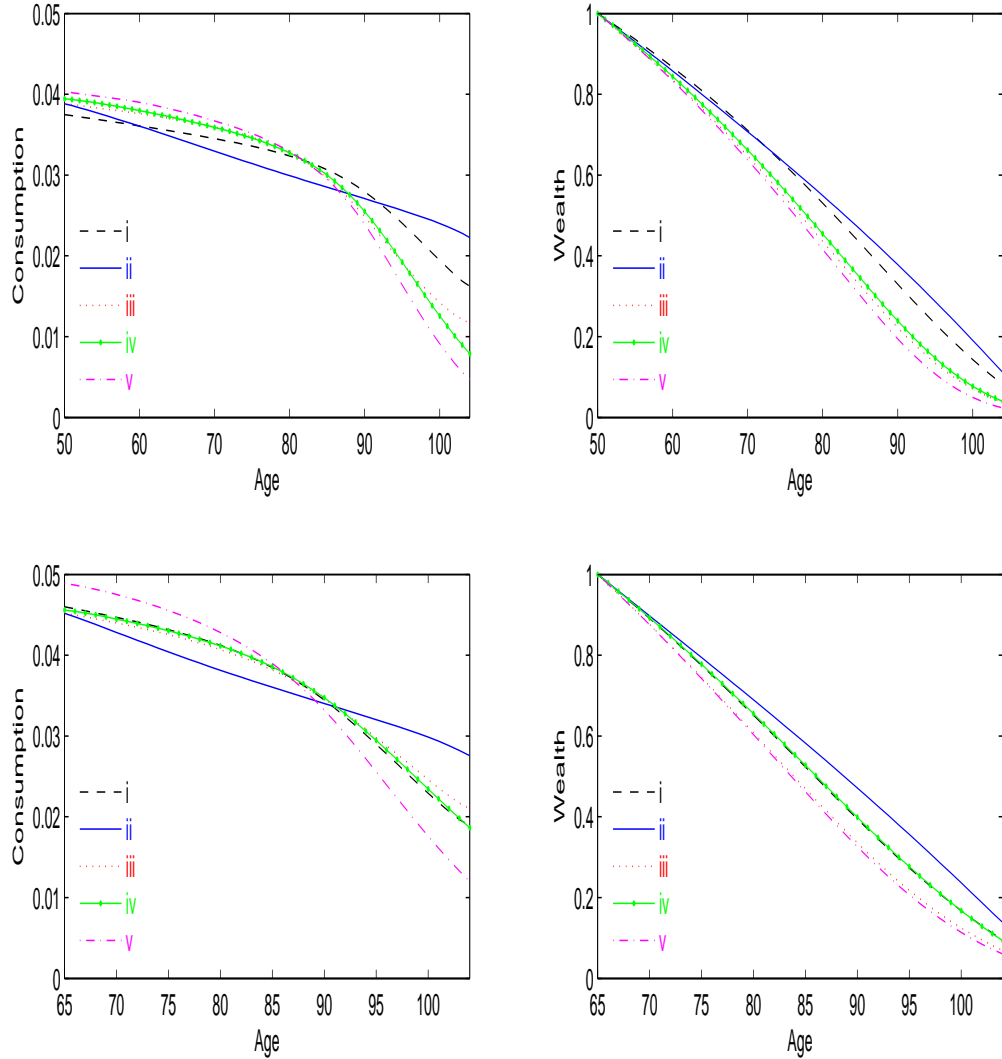 0.05
0.04
0.03
0.02
0.01
0
50
60
70
80
90
100
Age
Consumption
i
ii
iii
iv
v
1
0.8
0.6
0.4
0.2
0
50
60
70
80
90
100
Age
Wealth
i
ii
iii
iv
v
0.05
0.04
0.03
0.02
0.01
0
65
70
75
80
85
90
95
100
Age
Consumption
i
ii
iii
iv
v
1
0.8
0.6
0.4
0.2
0
65
70
75
80
85
90
95
100
Age
Wealth
i
ii
iii
iv
v